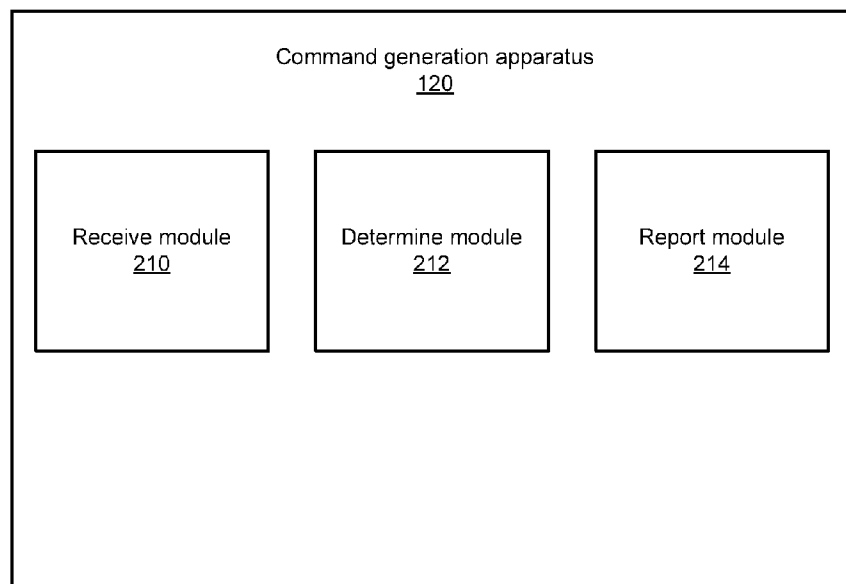 Command generation apparatus
120
Receive module
210
Determine module
212
Report module
214